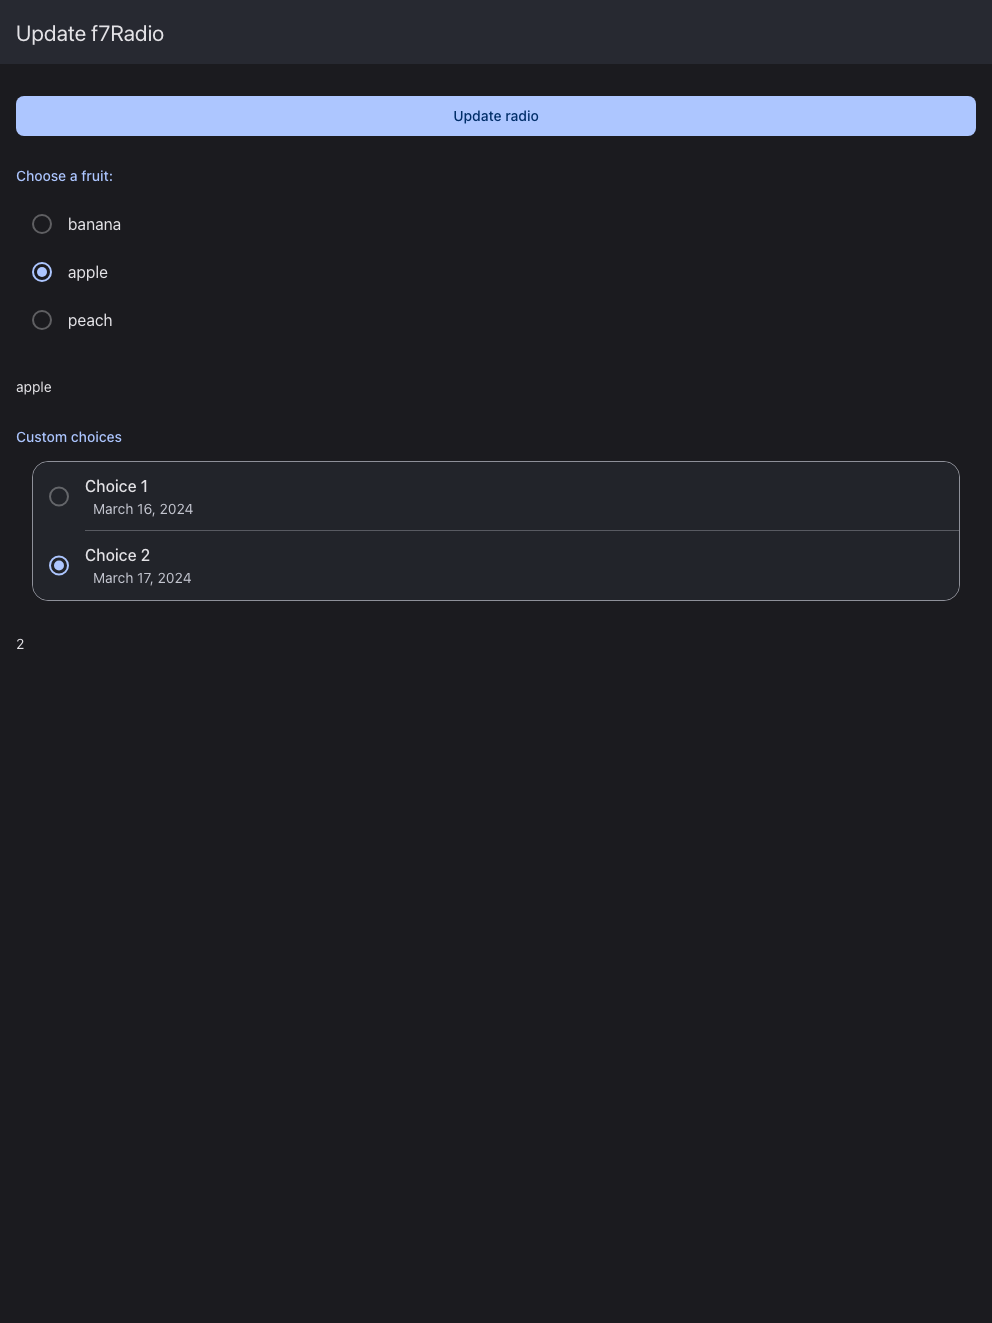 Update f7Radio
Update radio
Choose a fruit:
banana
apple
peach
apple
Custom choices
Choice 1
March 16, 2024
Choice 2
March 17, 2024
2